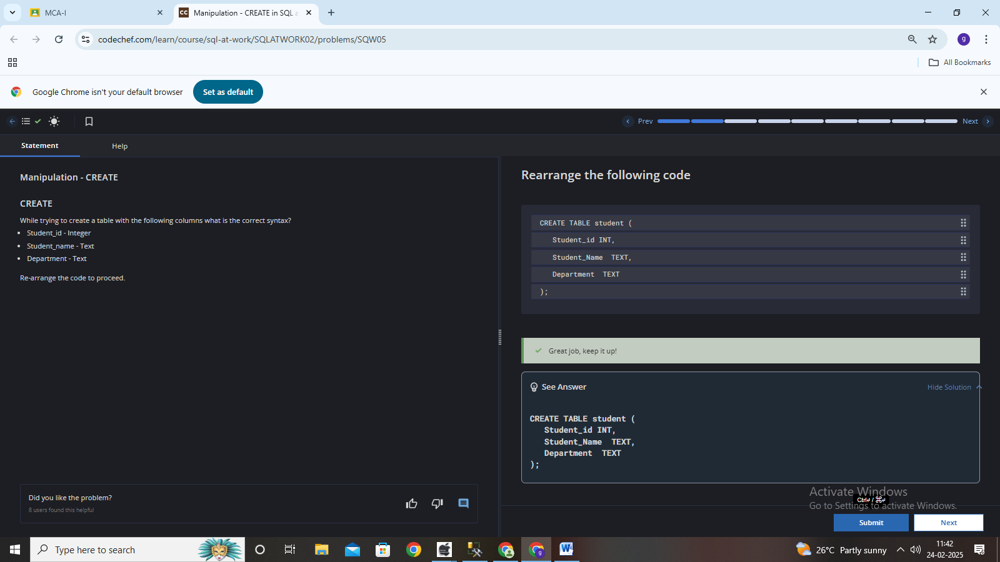 MCA-I
CC Manipulation - CREATE in SQL a
codechef.com/learn/course/sql-at-work/SQLATWORK02/problems/SQW05
g
All Bookmarks
Google Chrome isn't your default browser
Set as default
Prev
Next
Statement
Help
Manipulation - CREATE
CREATE
While trying to create a table with the following columns what is the correct syntax?
Student_id - Integer
Student_name - Text
Department - Text
Re-arrange the code to proceed.
Did you like the problem?
8 users found this helpful
Rearrange the following code
CREATE TABLE student (
Student_id INT,
Student_Name  TEXT,
Department  TEXT
);
Great job, keep it up!
See Answer
Hide Solution
CREATE TABLE student (
Student_id INT,
Student_Name  TEXT,
Department  TEXT
);
Activate Windows
Go to Settings to activate Windows.
Ctrl↵ / ⌘↵
Submit
Next
Type here to search
g
W
26°C Partly sunny
11:42
24-02-2025